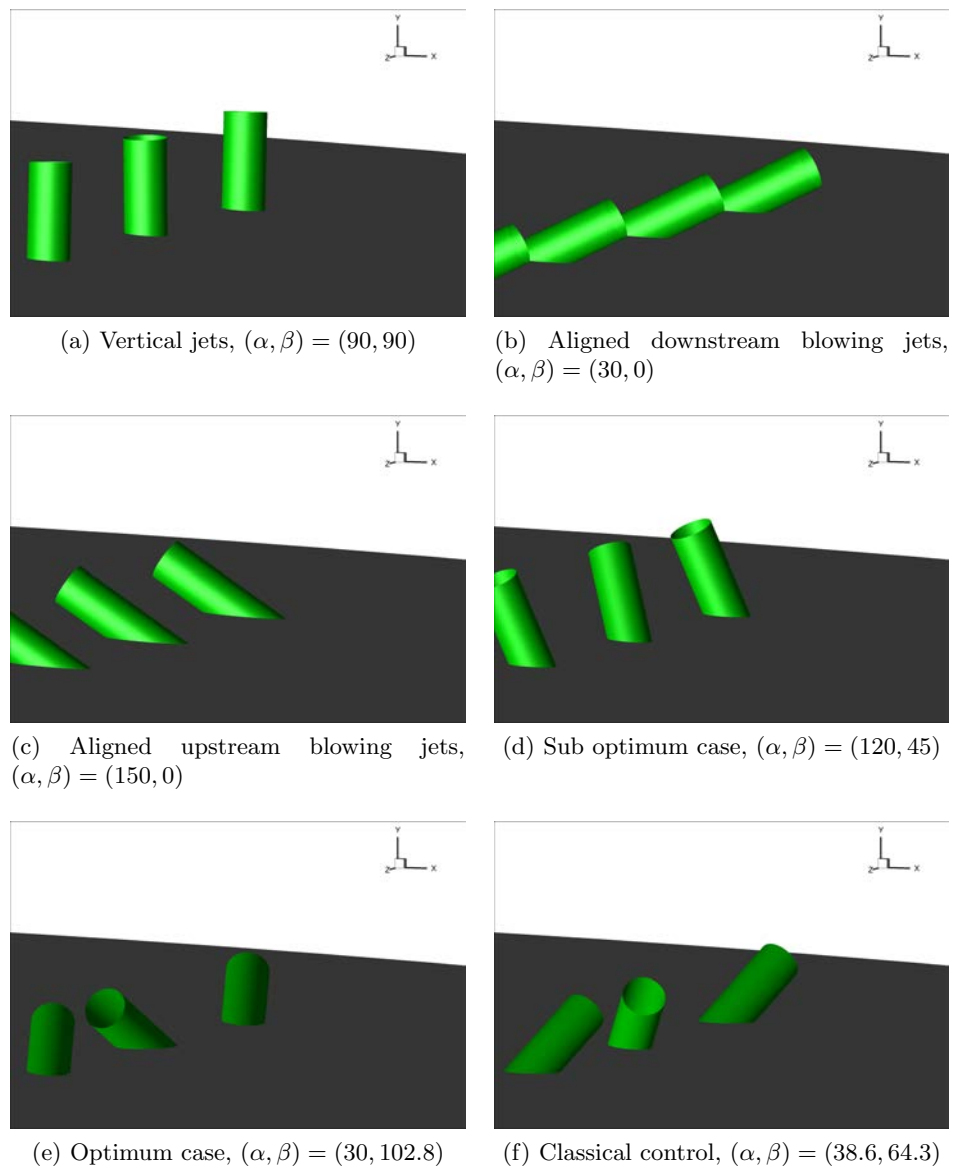 Y
Z X
Y
Z X
(a) Vertical jets, (α, β) = (90, 90)
(b) Aligned downstream blowing jets,
(α, β) = (30, 0)
Y
Z X
Y
Z X
(c) Aligned upstream blowing jets,
(α, β) = (150, 0)
(d) Sub optimum case, (α, β) = (120, 45)
Y
Z X
Y
Z X
(e) Optimum case, (α, β) = (30, 102.8)
(f) Classical control, (α, β) = (38.6, 64.3)